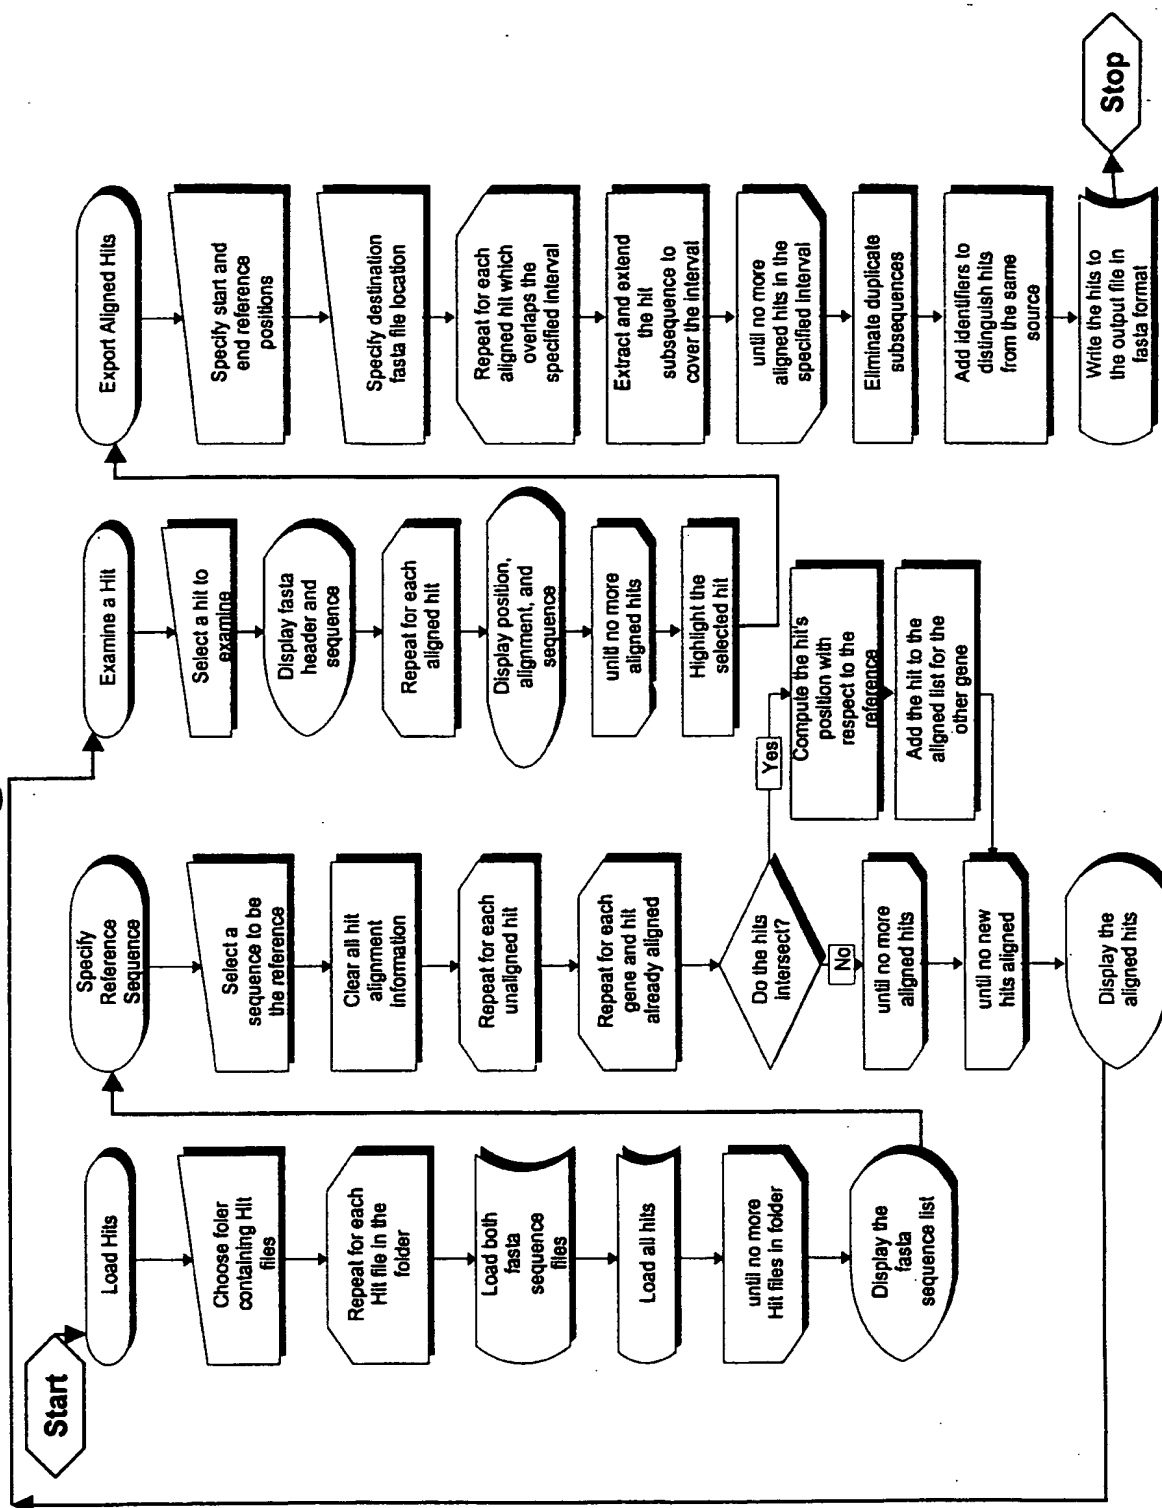 Start
Load Hits
Choose foler
containing Hit
files
Repeat for each
Hit file in the
folder
Load both
fasta
sequence
files
Load all hits
until no more
Hit files in folder
Display the
fasta
sequence list
Specify
Reference
Sequence
Select a
sequence to be
the reference
Clear all hit
alignment
information
Repeat for each
unaligned hit
Repeat for each
gene and hit
already aligned
Do the hits
intersect?
Yes
No
Compute the hit's
position with
respect to the
reference
Add the hit to the
aligned list for the
other gene
until no more
aligned hits
until no new
hits aligned
Display the
aligned hits
Examine a Hit
Select a hit to
examine
Display fasta
header and
sequence
Repeat for each
aligned hit
Display position,
alignment, and
sequence
until no more
aligned hits
Highlight the
selected hit
Export Aligned Hits
Specify start and
end reference
positions
Specify destination
fasta file location
Repeat for each
aligned hit which
overlaps the
specified interval
Extract and extend
the hit
subsequence to
cover the interval
until no more
aligned hits in the
specified interval
Eliminate duplicate
subsequences
Add identifiers to
distinguish hits
from the same
source
Write the hits to
the output file in
fasta format
Stop